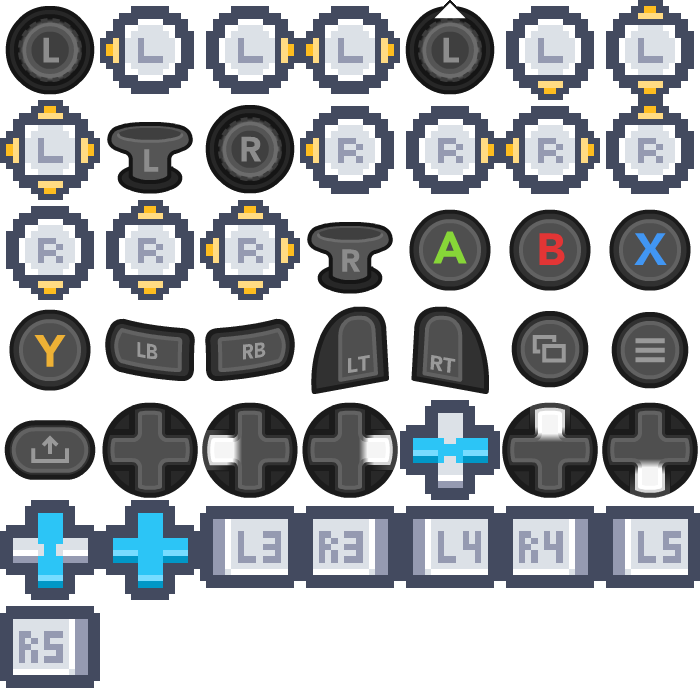 L L L L L L L
L L R R R R R
R R R R A B X
Y LB RB LT RT
L3 R3 L4 R4 L5
R5